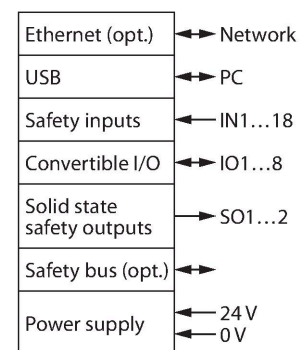 Ethernet (opt.) Network
USB PC
Safety inputs IN1...18
Convertible I/O IO1...8
Solid state
safety outputs SO1...2
Safety bus (opt.)
Power supply 24 V
0 V